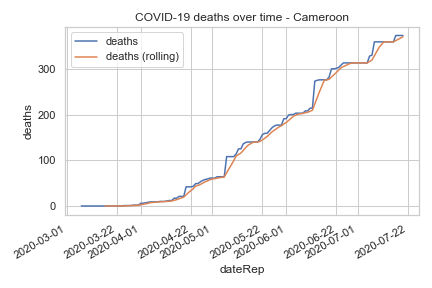 COVID-19 deaths over time - Cameroon
deaths
deaths (rolling)
deaths
300
200
100
0
2020-03-01
2020-03-22
2020-04-01
2020-04-22
2020-05-01
2020-05-22
2020-06-01
2020-06-22
2020-07-01
2020-07-22
dateRep